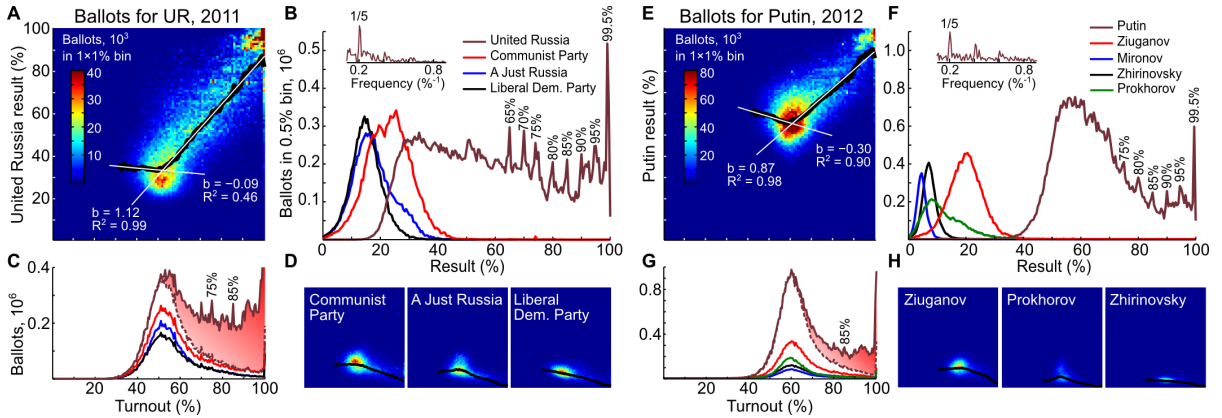 A
Ballots for UR, 2011
United Russia result (%)
100
80
60
40
20
Ballots, 10³
in 1×1% bin
40
30
20
10
b = −0.09
R² = 0.46
b = 1.12
R² = 0.99
B
Ballots in 0.5% bin, 10⁶
0.5
0.4
0.3
0.2
0.1
0
1/5
0.2
0.8
Frequency (%⁻¹)
United Russia
Communist Party
A Just Russia
Liberal Dem. Party
65%
70%
75%
80%
85%
90%
95%
99.5%
0
20
40
60
80
100
Result (%)
C
Ballots, 10⁶
0.4
0.2
75%
85%
20
40
60
80
100
Turnout (%)
D
Communist
Party
A Just Russia
Liberal
Dem. Party
E
Ballots for Putin, 2012
Putin result (%)
100
80
60
40
20
Ballots, 10³
in 1×1% bin
80
60
40
20
b = −0.30
R² = 0.90
b = 0.87
R² = 0.98
F
1.0
0.8
0.6
0.4
0.2
0
1/5
0.2
0.8
Frequency (%⁻¹)
Putin
Ziuganov
Mironov
Zhirinovsky
Prokhorov
75%
80%
85%
90%
95%
99.5%
0
20
40
60
80
100
Result (%)
G
0.8
0.4
85%
20
40
60
80
100
Turnout (%)
H
Ziuganov
Prokhorov
Zhirinovsky